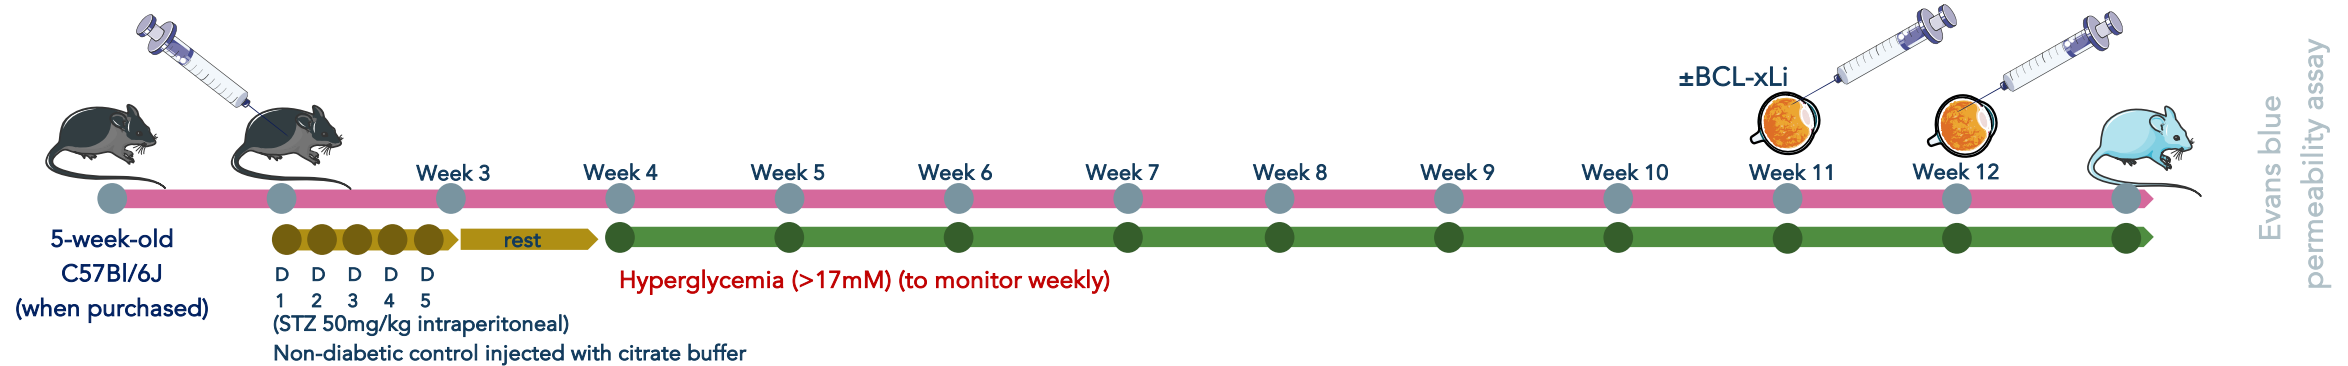 ±BCL-xLi
Week 3
Week 4
Week 5
Week 6
Week 7
Week 8
Week 9
Week 10
Week 11
Week 12
5-week-old
C57Bl/6J
(when purchased)
rest
D D D D D
1 2 3 4 5
(STZ 50mg/kg intraperitoneal)
Non-diabetic control injected with citrate buffer
Hyperglycemia (>17mM) (to monitor weekly)
Evans blue
permeability assay